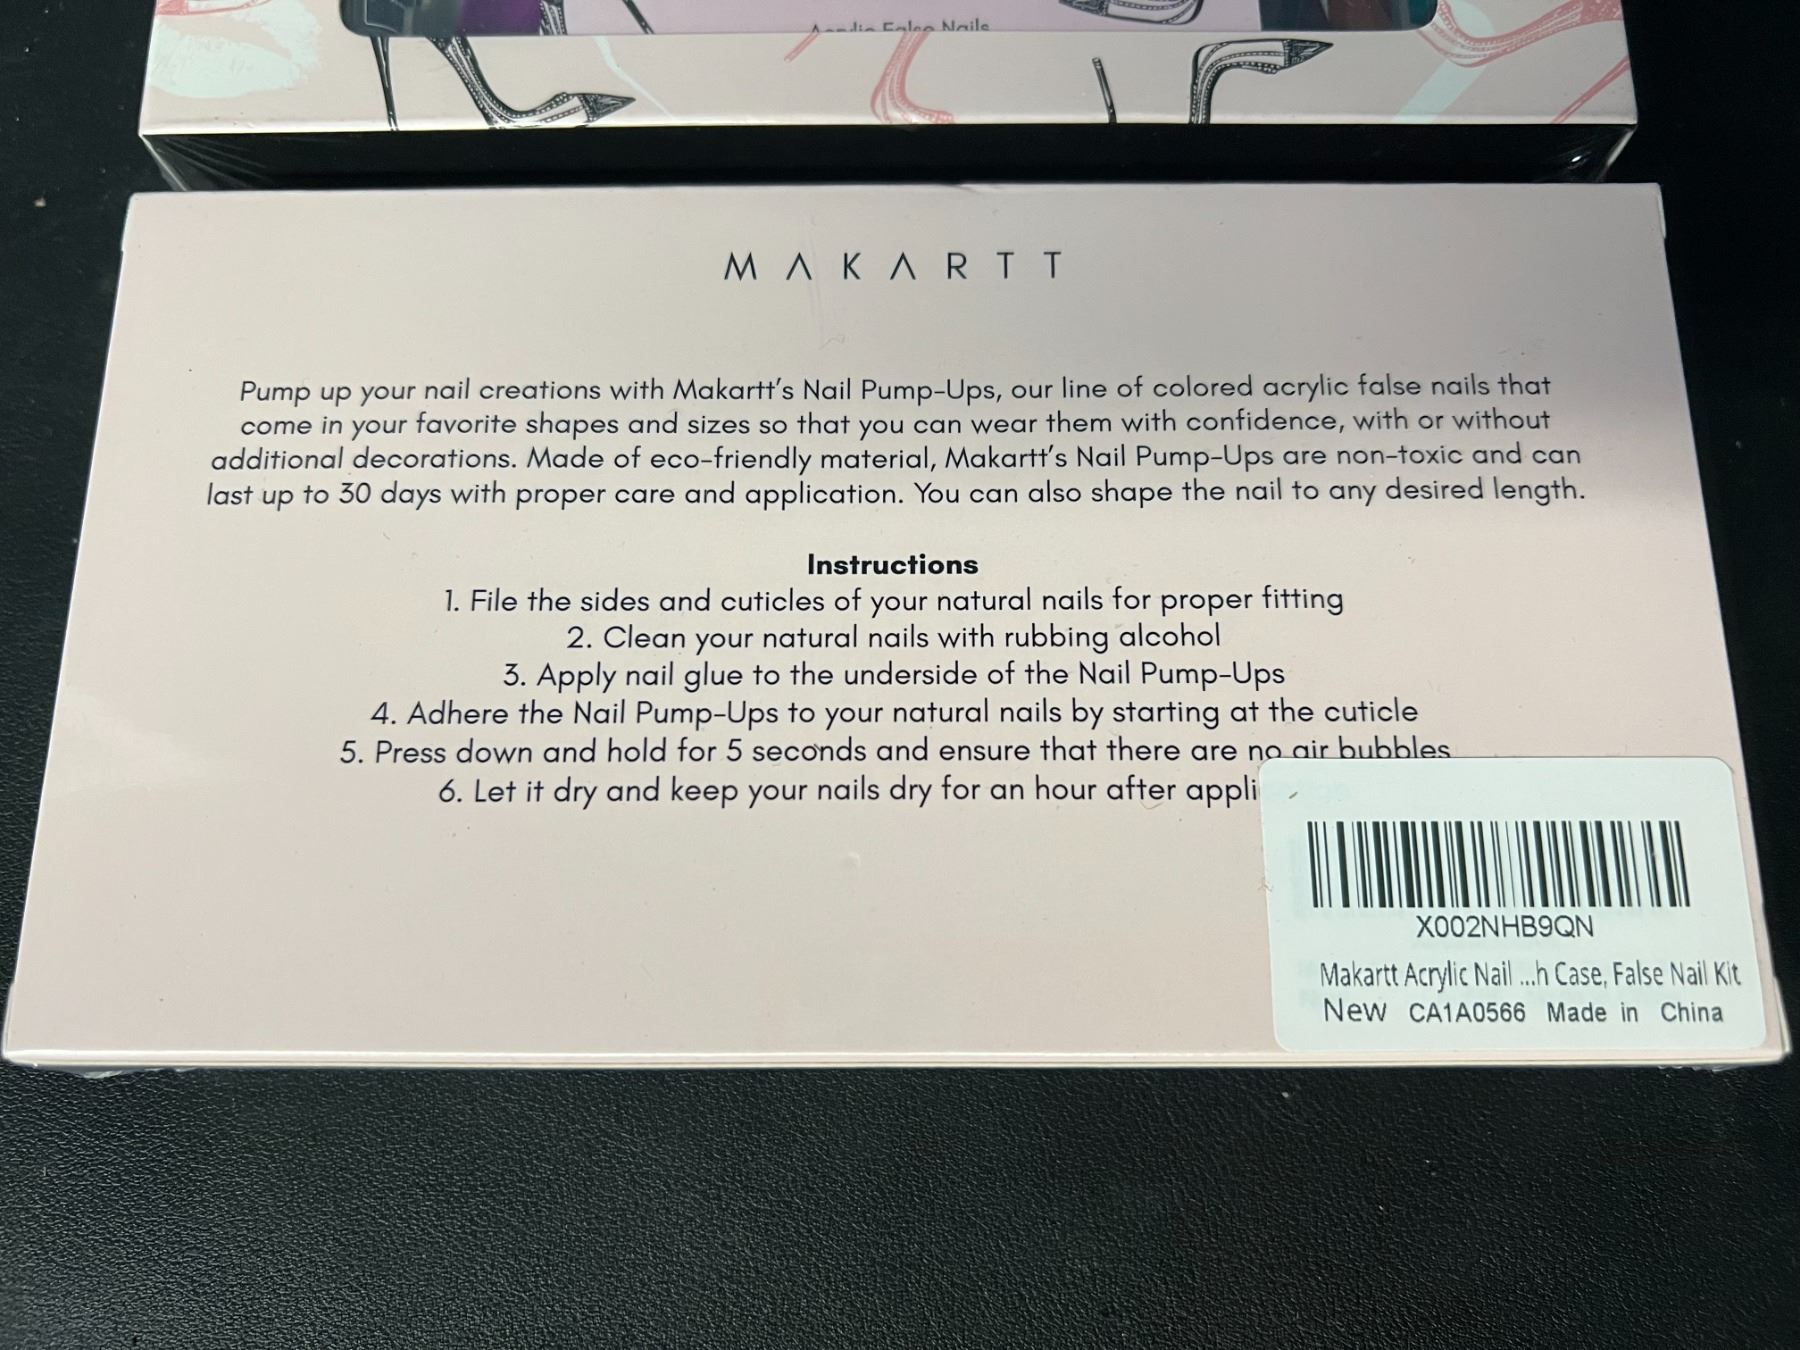 Acrylic False Nails
MAKARTT
Pump up your nail creations with Makartt's Nail Pump-Ups, our line of colored acrylic false nails that
come in your favorite shapes and sizes so that you can wear them with confidence, with or without
additional decorations. Made of eco-friendly material, Makartt's Nail Pump-Ups are non-toxic and can
last up to 30 days with proper care and application. You can also shape the nail to any desired length.
Instructions
1. File the sides and cuticles of your natural nails for proper fitting
2. Clean your natural nails with rubbing alcohol
3. Apply nail glue to the underside of the Nail Pump-Ups
4. Adhere the Nail Pump-Ups to your natural nails by starting at the cuticle
5. Press down and hold for 5 seconds and ensure that there are no air bubbles
6. Let it dry and keep your nails dry for an hour after appli
X002NHB9QN
Makartt Acrylic Nail ...h Case, False Nail Kit
New CA1A0566 Made in China